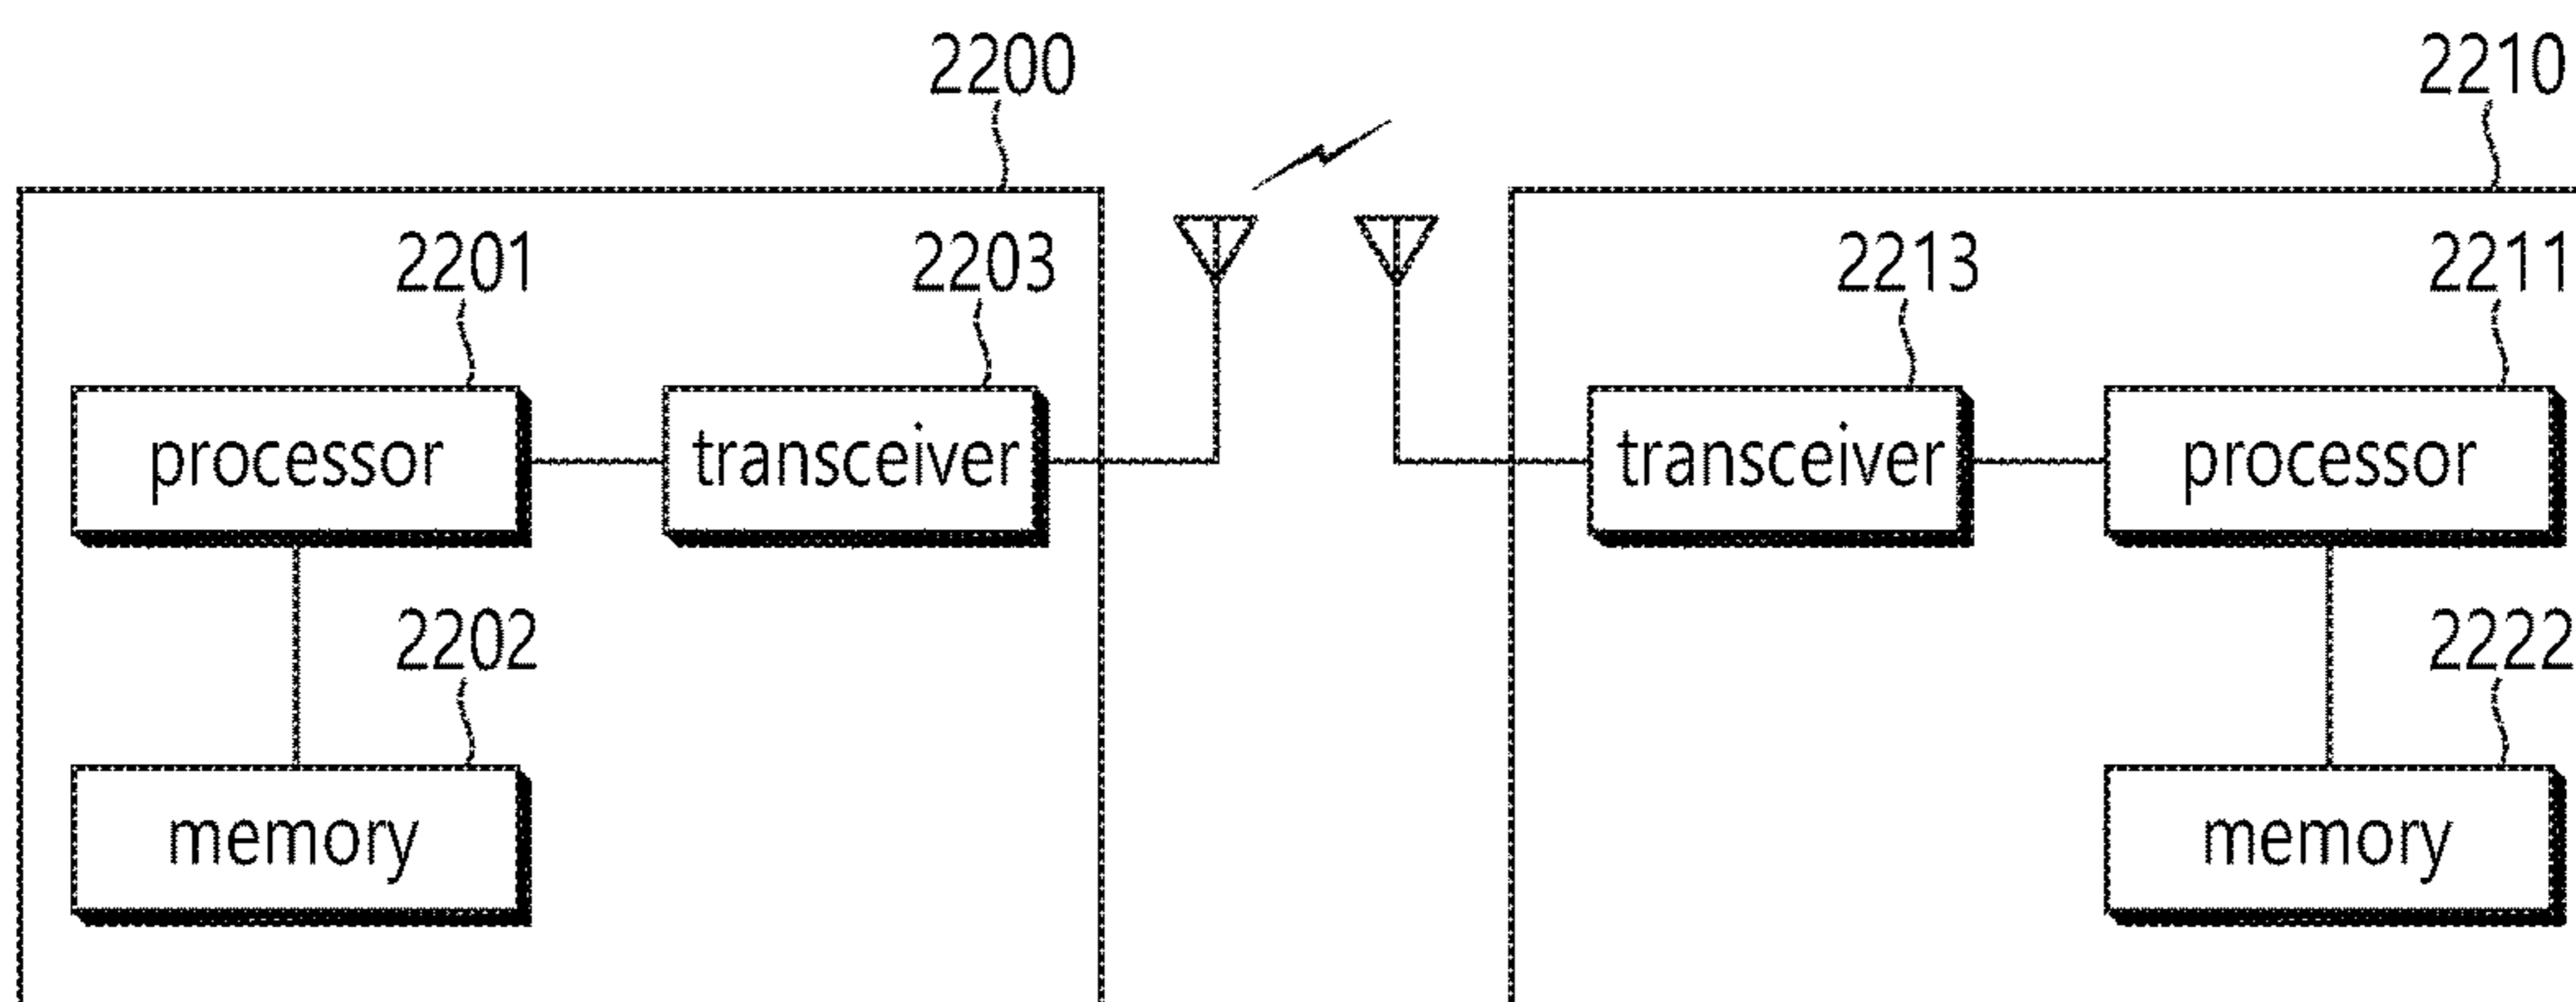 2200 2210
2201 2203 2213 2211
processor transceiver transceiver processor
2202 2222
memory memory